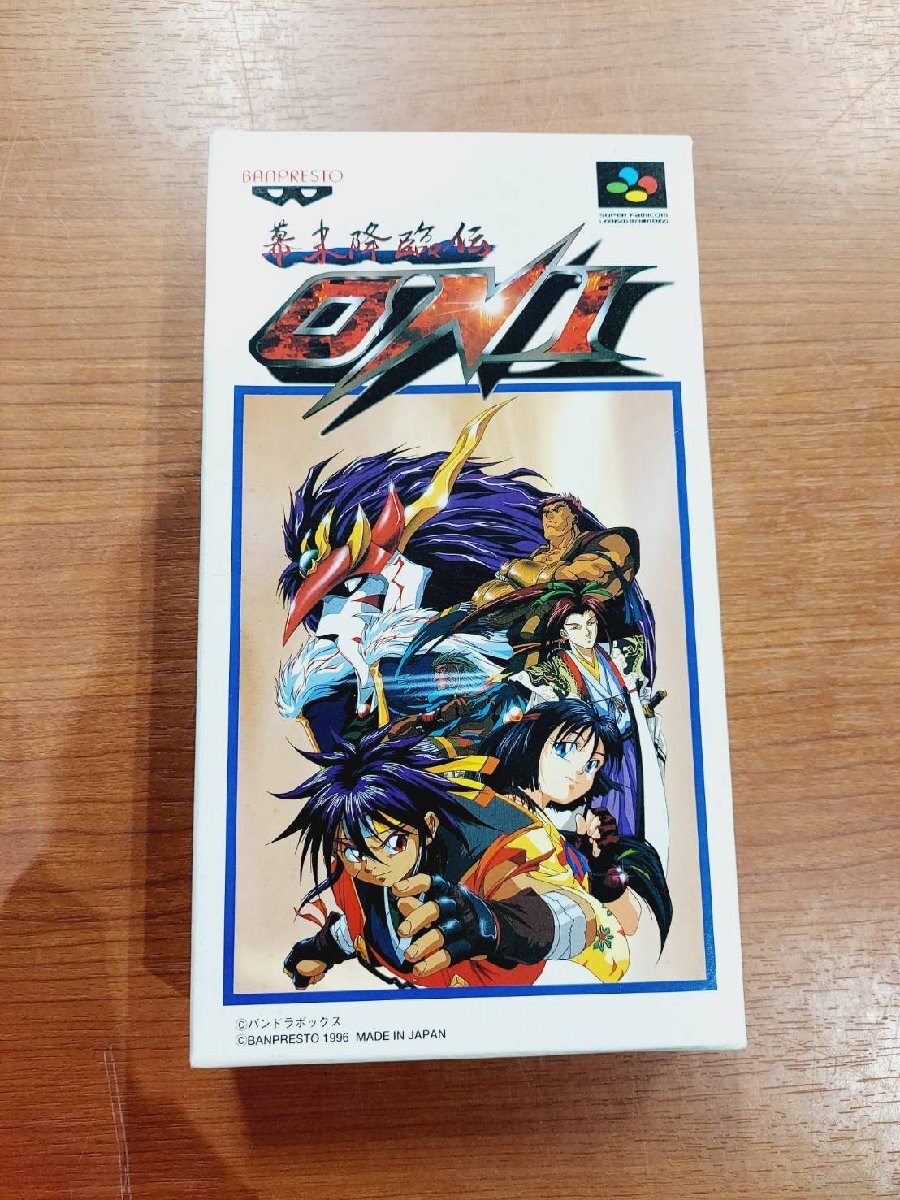 BANPRESTO
SUPER FAMICOM
LICENSED BY NINTENDO
幕末降臨伝
ONI
©パンドラボックス
©BANPRESTO 1996 MADE IN JAPAN